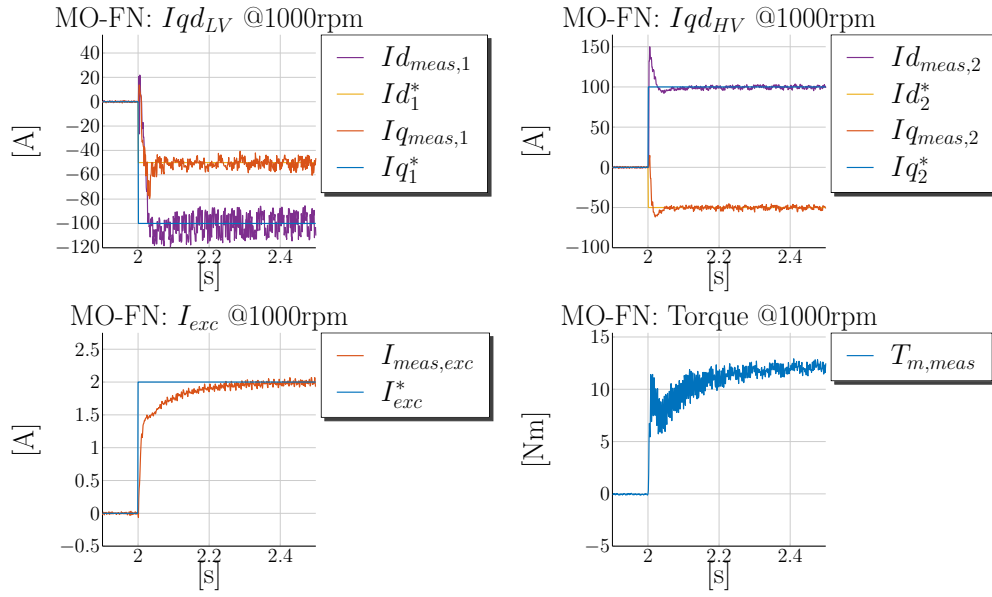 MO-FN: Iqd_LV @1000rpm
40
20
0
−20
−40
−60
−80
−100
−120
[A]
2
2.2
2.4
[s]
Id_meas,1
Id*_1
Iq_meas,1
Iq*_1
MO-FN: Iqd_HV @1000rpm
150
100
50
0
−50
−100
[A]
2
2.2
2.4
[s]
Id_meas,2
Id*_2
Iq_meas,2
Iq*_2
MO-FN: I_exc @1000rpm
2.5
2
1.5
1
0.5
0
−0.5
[A]
2
2.2
2.4
[s]
I_meas,exc
I*_exc
MO-FN: Torque @1000rpm
15
10
5
0
−5
[Nm]
2
2.2
2.4
[s]
T_m,meas